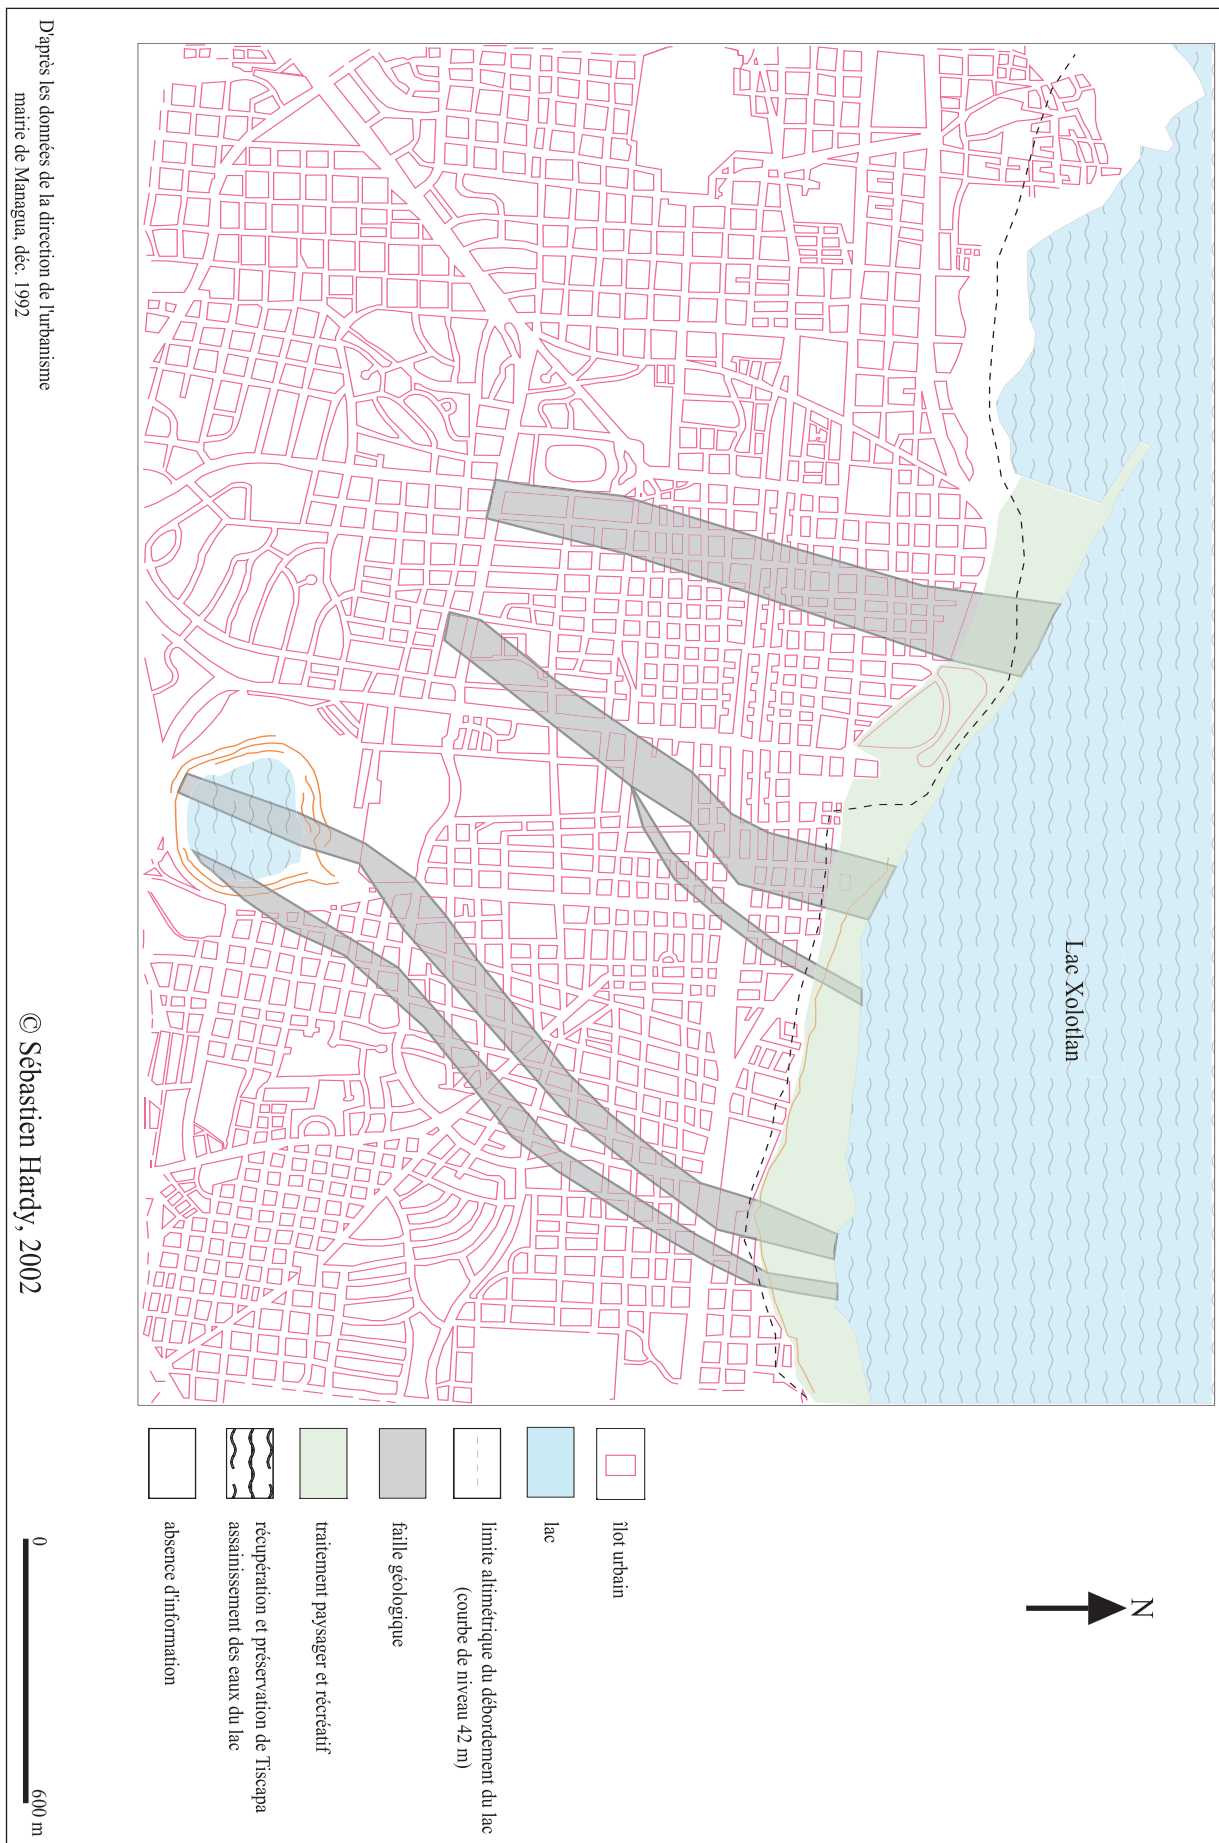 Lac Xolotlan
N
îlot urbain
lac
limite altimétrique du débordement du lac
(courbe de niveau 42 m)
faille géologique
traitement paysager et récréatif
récupération et préservation de Tiscapa
assainissement des eaux du lac
absence d'information
0
600 m
D'après les données de la direction de l'urbanisme
mairie de Managua, déc. 1992
© Sébastien Hardy, 2002